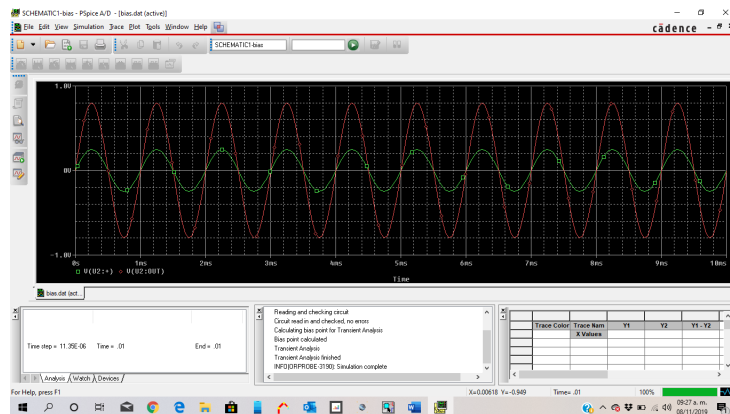 SCHEMATIC1-bias - PSpice A/D - [bias.dat (active)]
File Edit View Simulation Trace Plot Tools Window Help
cādence
SCHEMATIC1-bias
1.0V
0V
-1.0V
0s 1ms 2ms 3ms 4ms 5ms 6ms 7ms 8ms 9ms 10ms
V(U2:+) V(U2:OUT)
Time
bias.dat (act...
Reading and checking circuit
Circuit read in and checked, no errors
Calculating bias point for Transient Analysis
Bias point calculated
Transient Analysis
Transient Analysis finished
INFO(ORPROBE-3190): Simulation complete
Time step = 11.35E-06 Time = .01 End = .01
Analysis Watch Devices
Trace Color Trace Nam Y1 Y2 Y1 - Y2
X Values
For Help, press F1
X=0.00618 Y=-0.949 Time= .01 100%
09:27 a. m.
08/11/2019